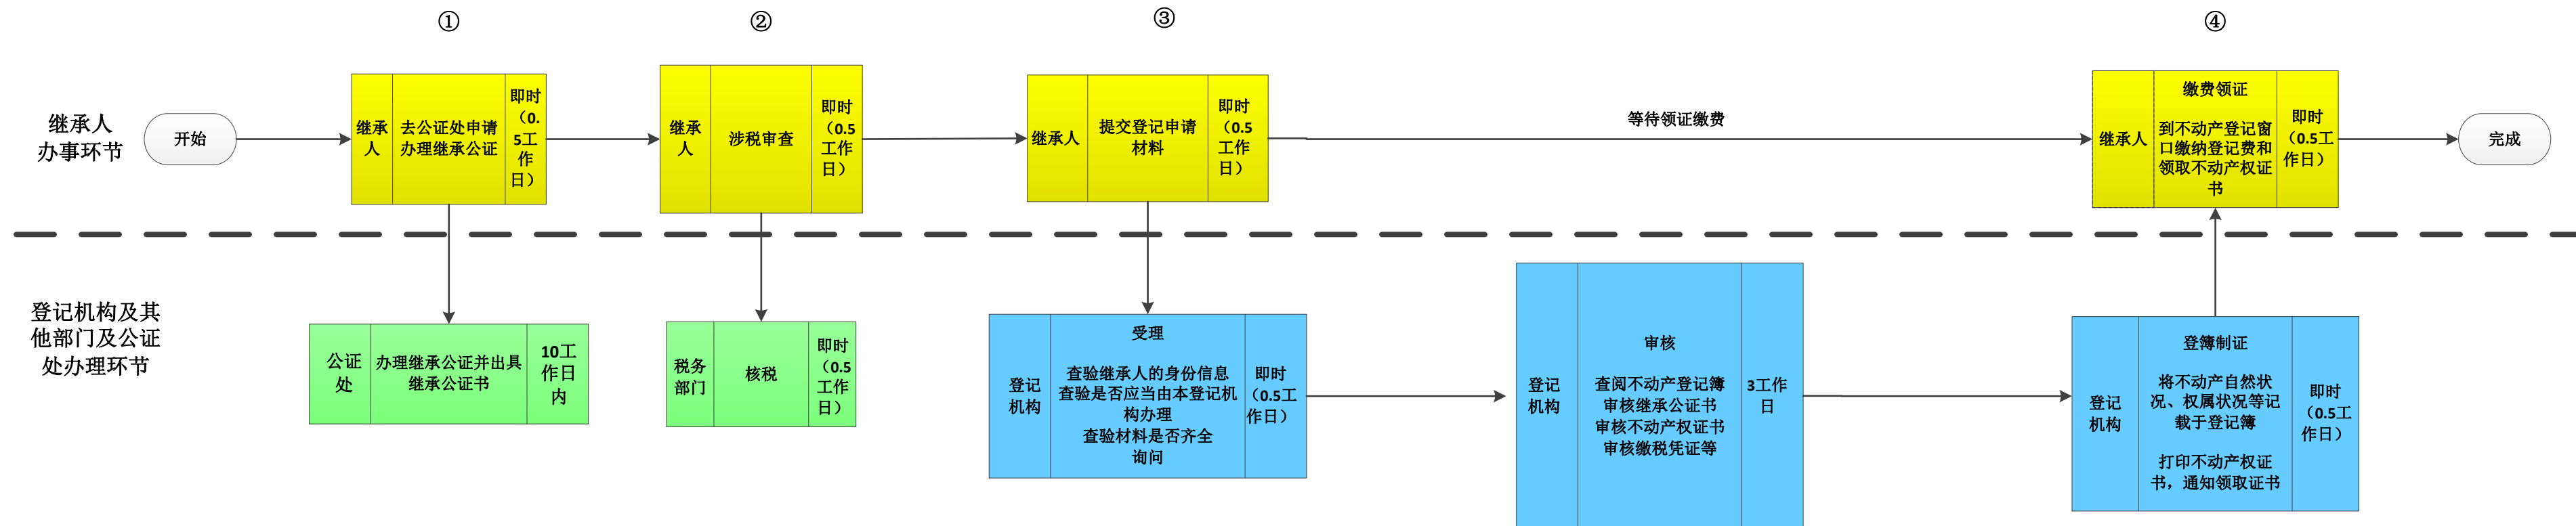 ①
②
③
④
继承人
办事环节
开始
继承
人
去公证处申请
办理继承公证
即时
（0.
5工
作
日）
继承
人
涉税审查
即时
（0.5
工作
日）
继承人
提交登记申请
材料
即时
（0.5
工作
日）
等待领证缴费
继承人
缴费领证
到不动产登记窗
口缴纳登记费和
领取不动产权证
书
即时
（0.5工
作日）
完成
登记机构及其
他部门及公证
处办理环节
公证
处
办理继承公证并出具
继承公证书
10工
作日
内
税务
部门
核税
即时
（0.5
工作
日）
登记
机构
受理
查验继承人的身份信息
查验是否应当由本登记机
构办理
查验材料是否齐全
询问
即时
（0.5工
作日）
登记
机构
审核
查阅不动产登记簿
审核继承公证书
审核不动产权证书
审核缴税凭证等
3工作
日
登记
机构
登簿制证
将不动产自然状
况、权属状况等记
载于登记簿
打印不动产权证
书，通知领取证书
即时
（0.5工
作日）